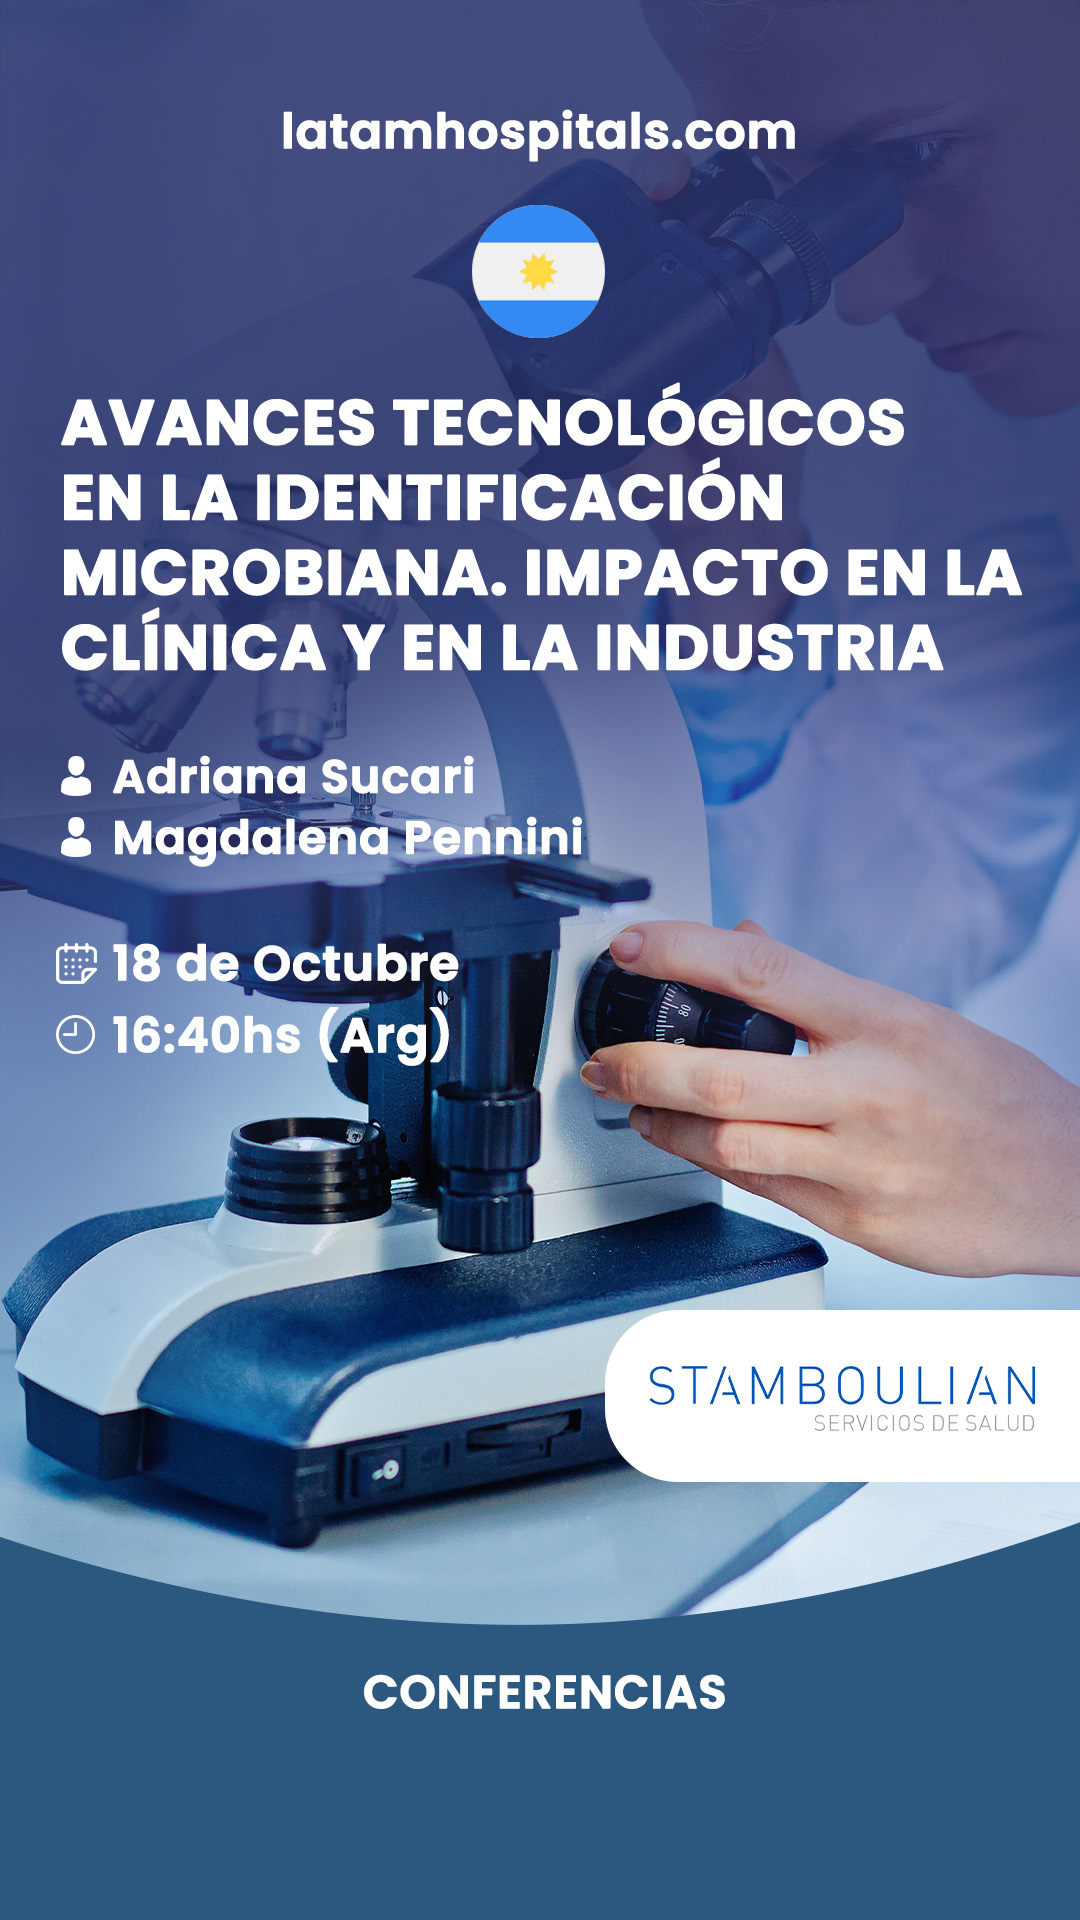 latamhospitals.com
AVANCES TECNOLÓGICOS
EN LA IDENTIFICACIÓN
MICROBIANA. IMPACTO EN LA
CLÍNICA Y EN LA INDUSTRIA
Adriana Sucari
Magdalena Pennini
18 de Octubre
16:40hs (Arg)
STAMBOULIAN
SERVICIOS DE SALUD
CONFERENCIAS